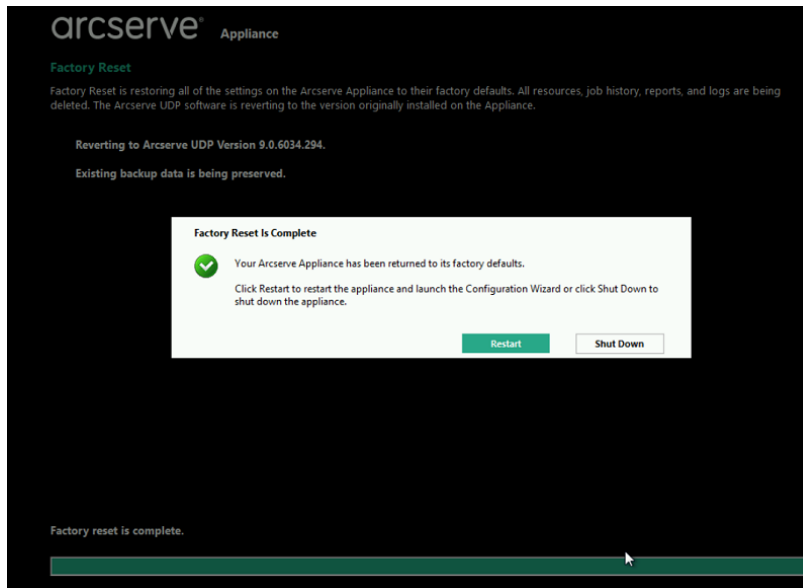 arcserve® Appliance
Factory Reset
Factory Reset is restoring all of the settings on the Arcserve Appliance to their factory defaults. All resources, job history, reports, and logs are being
deleted. The Arcserve UDP software is reverting to the version originally installed on the Appliance.
Reverting to Arcserve UDP Version 9.0.6034.294.
Existing backup data is being preserved.
Factory Reset Is Complete
Your Arcserve Appliance has been returned to its factory defaults.
Click Restart to restart the appliance and launch the Configuration Wizard or click Shut Down to
shut down the appliance.
Restart Shut Down
Factory reset is complete.